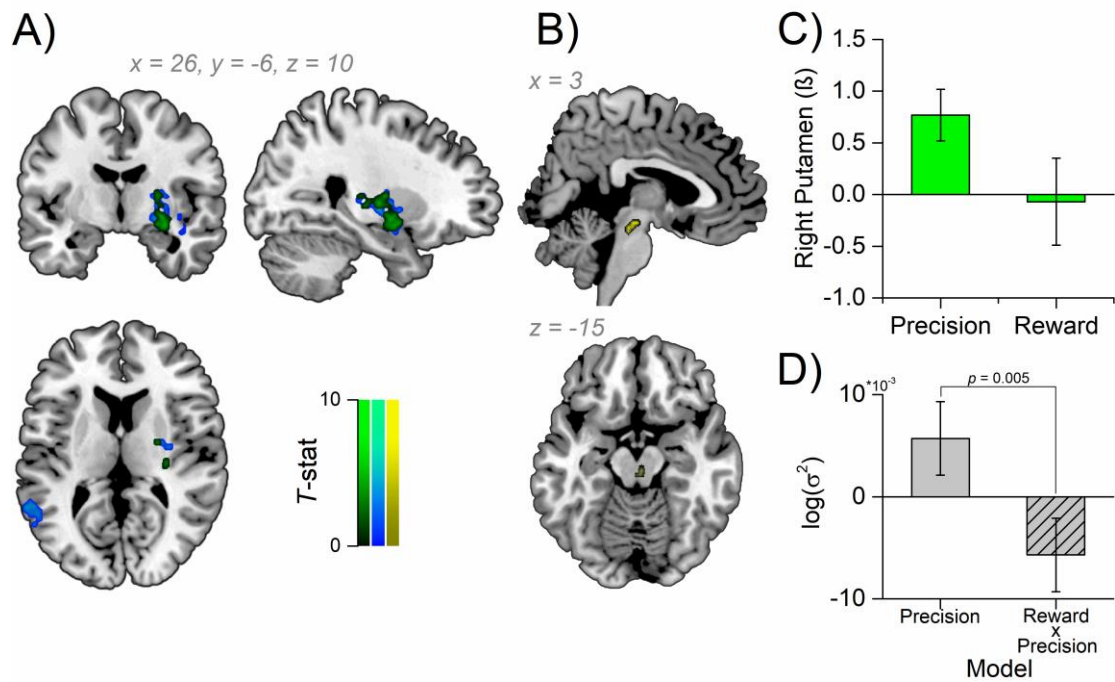 A)
x = 26, y = -6, z = 10
10
T-stat
0
B)
x = 3
z = -15
C)
1.5
1.0
0.5
0.0
-0.5
-1.0
Right Putamen (ß)
Precision Reward
D)
*10⁻³
10
0
-10
log(σ²)
p = 0.005
Precision
Reward
x
Precision
Model